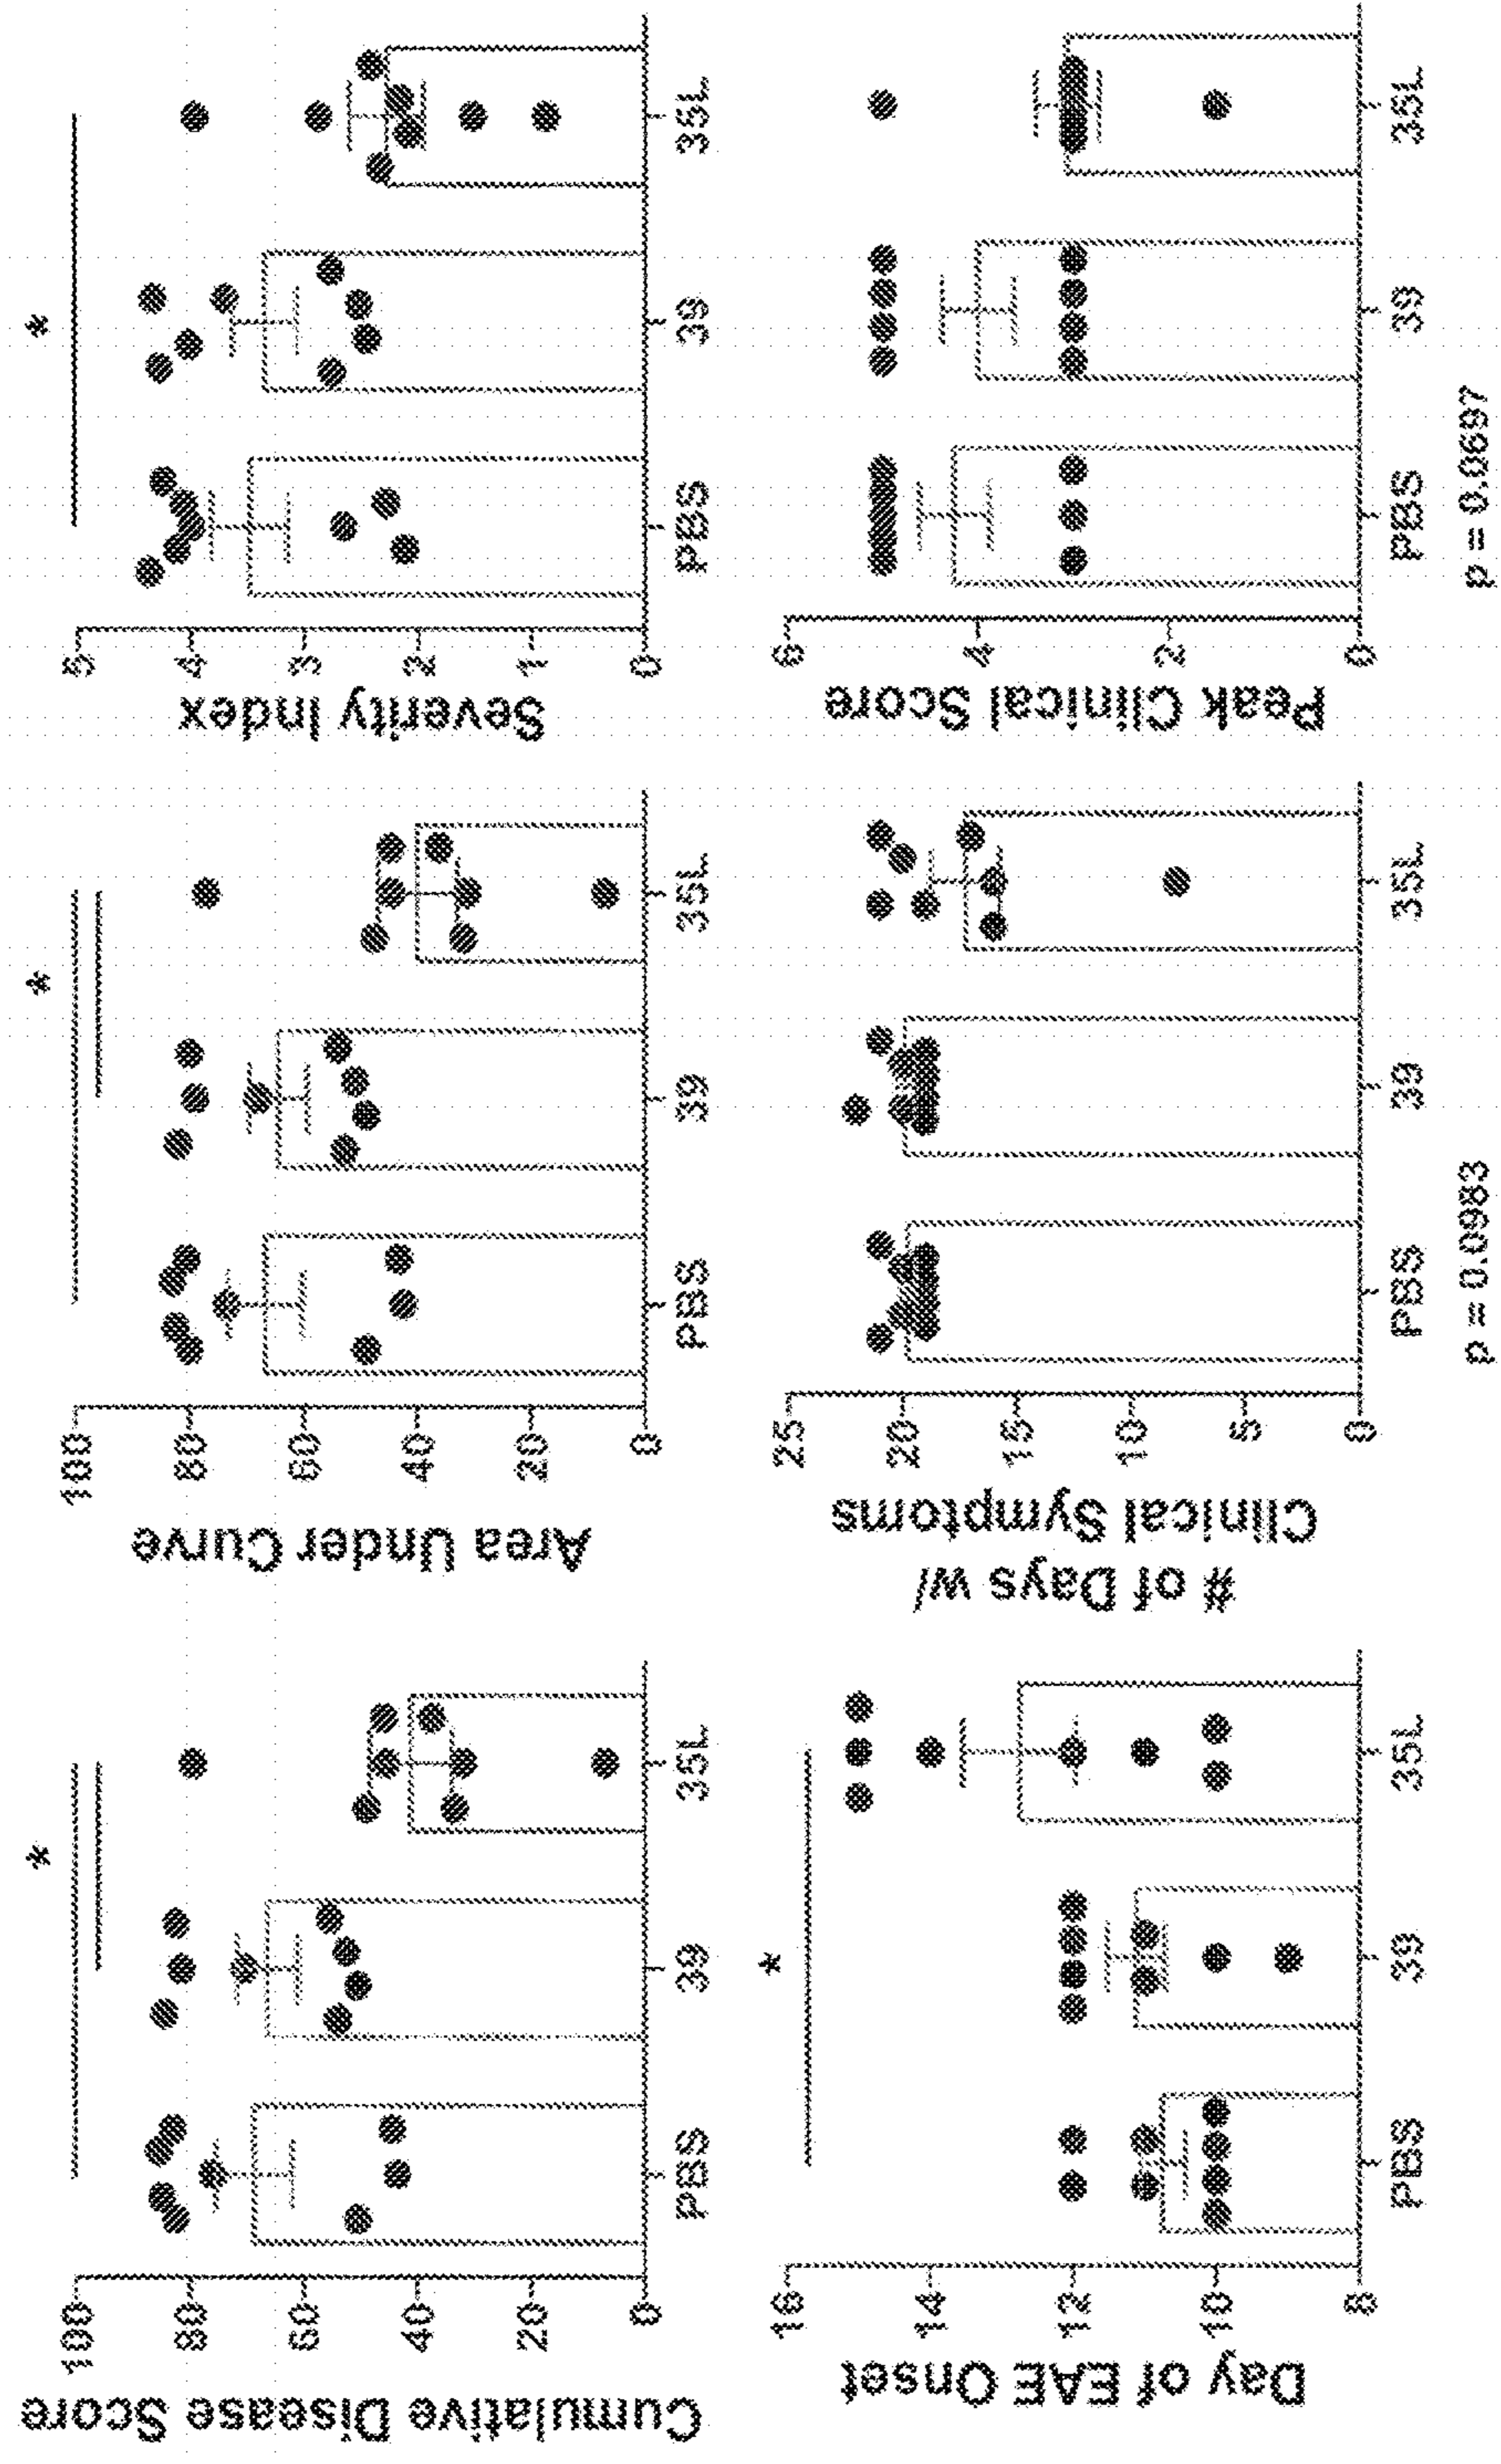 Cumulative Disease Score
100
80
60
40
20
0
*
PBS
39
35L
Area Under Curve
100
80
60
40
20
0
*
PBS
39
35L
Severity Index
5
4
3
2
1
0
*
PBS
39
35L
Day of EAE Onset
16
14
12
10
8
*
PBS
39
35L
# of Days w/
Clinical Symptoms
25
20
15
10
5
0
PBS
39
35L
p = 0.0983
Peak Clinical Score
6
4
2
0
PBS
39
35L
p = 0.0697